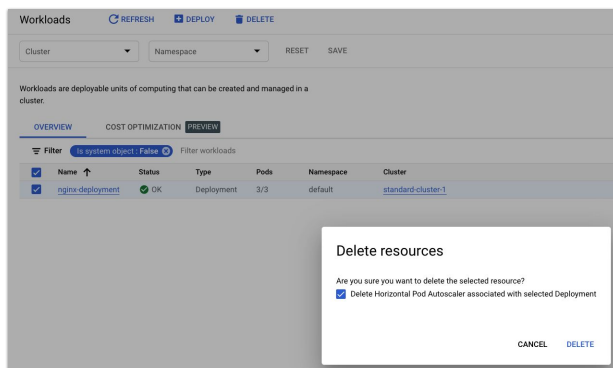 Workloads REFRESH DEPLOY DELETE
Cluster Namespace RESET SAVE
Workloads are deployable units of computing that can be created and managed in a
cluster.
OVERVIEW COST OPTIMIZATION PREVIEW
Filter Is system object : False Filter workloads
Name Status Type Pods Namespace Cluster
nginx-deployment OK Deployment 3/3 default standard-cluster-1
Delete resources
Are you sure you want to delete the selected resource?
Delete Horizontal Pod Autoscaler associated with selected Deployment
CANCEL DELETE